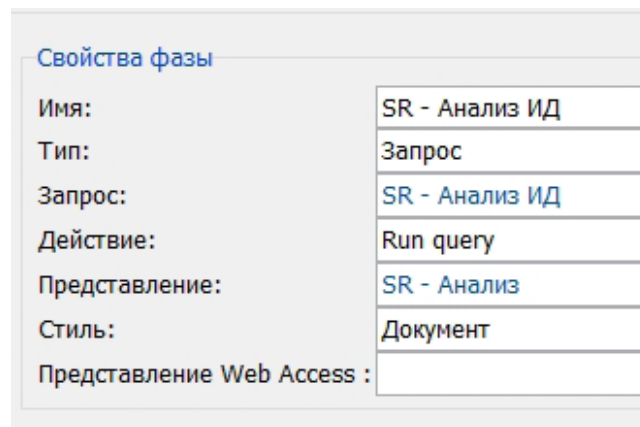 Свойства фазы
Имя: SR - Анализ ИД
Тип: Запрос
Запрос: SR - Анализ ИД
Действие: Run query
Представление: SR - Анализ
Стиль: Документ
Представление Web Access :